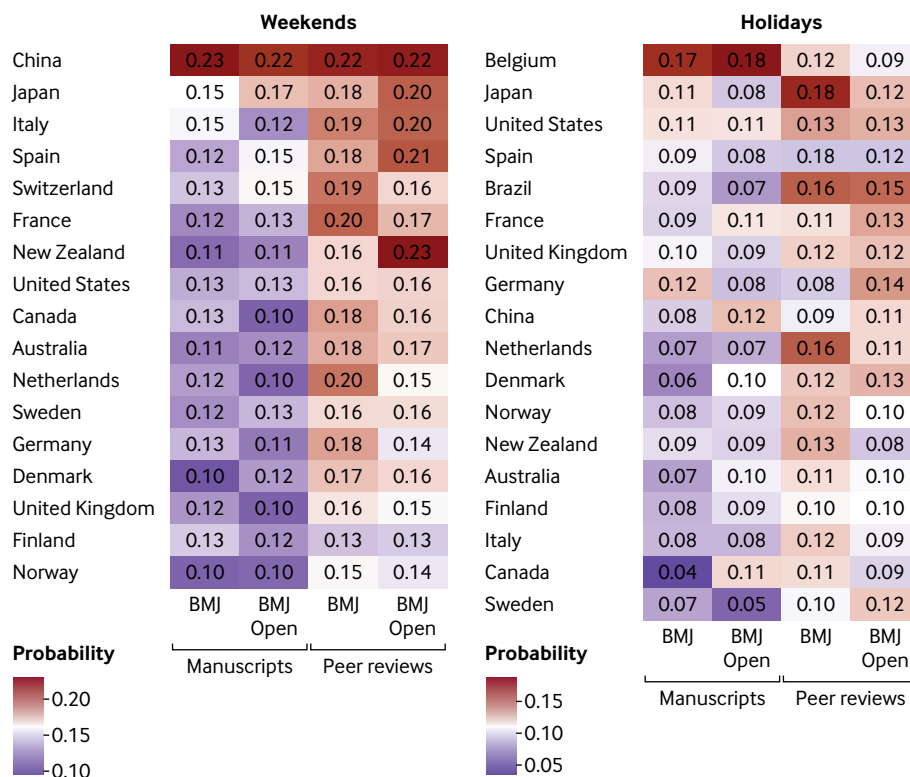 Weekends
China 0.23 0.22 0.22 0.22
Japan 0.15 0.17 0.18 0.20
Italy 0.15 0.12 0.19 0.20
Spain 0.12 0.15 0.18 0.21
Switzerland 0.13 0.15 0.19 0.16
France 0.12 0.13 0.20 0.17
New Zealand 0.11 0.11 0.16 0.23
United States 0.13 0.13 0.16 0.16
Canada 0.13 0.10 0.18 0.16
Australia 0.11 0.12 0.18 0.17
Netherlands 0.12 0.10 0.20 0.15
Sweden 0.12 0.13 0.16 0.16
Germany 0.13 0.11 0.18 0.14
Denmark 0.10 0.12 0.17 0.16
United Kingdom 0.12 0.10 0.16 0.15
Finland 0.13 0.12 0.13 0.13
Norway 0.10 0.10 0.15 0.14
BMJ BMJ BMJ BMJ
Open Open
Manuscripts Peer reviews
Probability
0.20
0.15
0.10
Holidays
Belgium 0.17 0.18 0.12 0.09
Japan 0.11 0.08 0.18 0.12
United States 0.11 0.11 0.13 0.13
Spain 0.09 0.08 0.18 0.12
Brazil 0.09 0.07 0.16 0.15
France 0.09 0.11 0.11 0.13
United Kingdom 0.10 0.09 0.12 0.12
Germany 0.12 0.08 0.08 0.14
China 0.08 0.12 0.09 0.11
Netherlands 0.07 0.07 0.16 0.11
Denmark 0.06 0.10 0.12 0.13
Norway 0.08 0.09 0.12 0.10
New Zealand 0.09 0.09 0.13 0.08
Australia 0.07 0.10 0.11 0.10
Finland 0.08 0.09 0.10 0.10
Italy 0.08 0.08 0.12 0.09
Canada 0.04 0.11 0.11 0.09
Sweden 0.07 0.05 0.10 0.12
BMJ BMJ BMJ BMJ
Open Open
Manuscripts Peer reviews
Probability
0.15
0.10
0.05